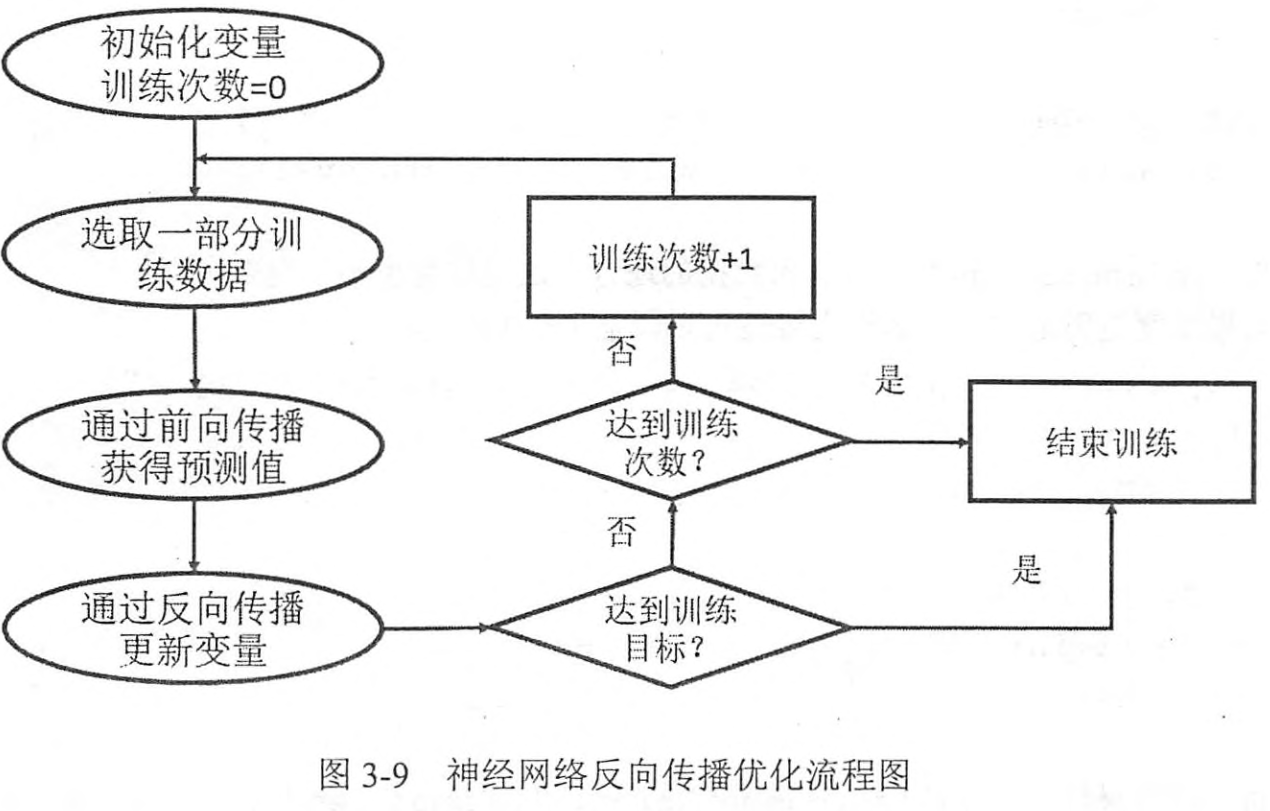 初始化变量
训练次数=0
选取一部分训
练数据
通过前向传播
获得预测值
通过反向传播
更新变量
达到训练
目标?
否
是
达到训练
次数?
否
是
训练次数+1
结束训练
图 3-9 神经网络反向传播优化流程图